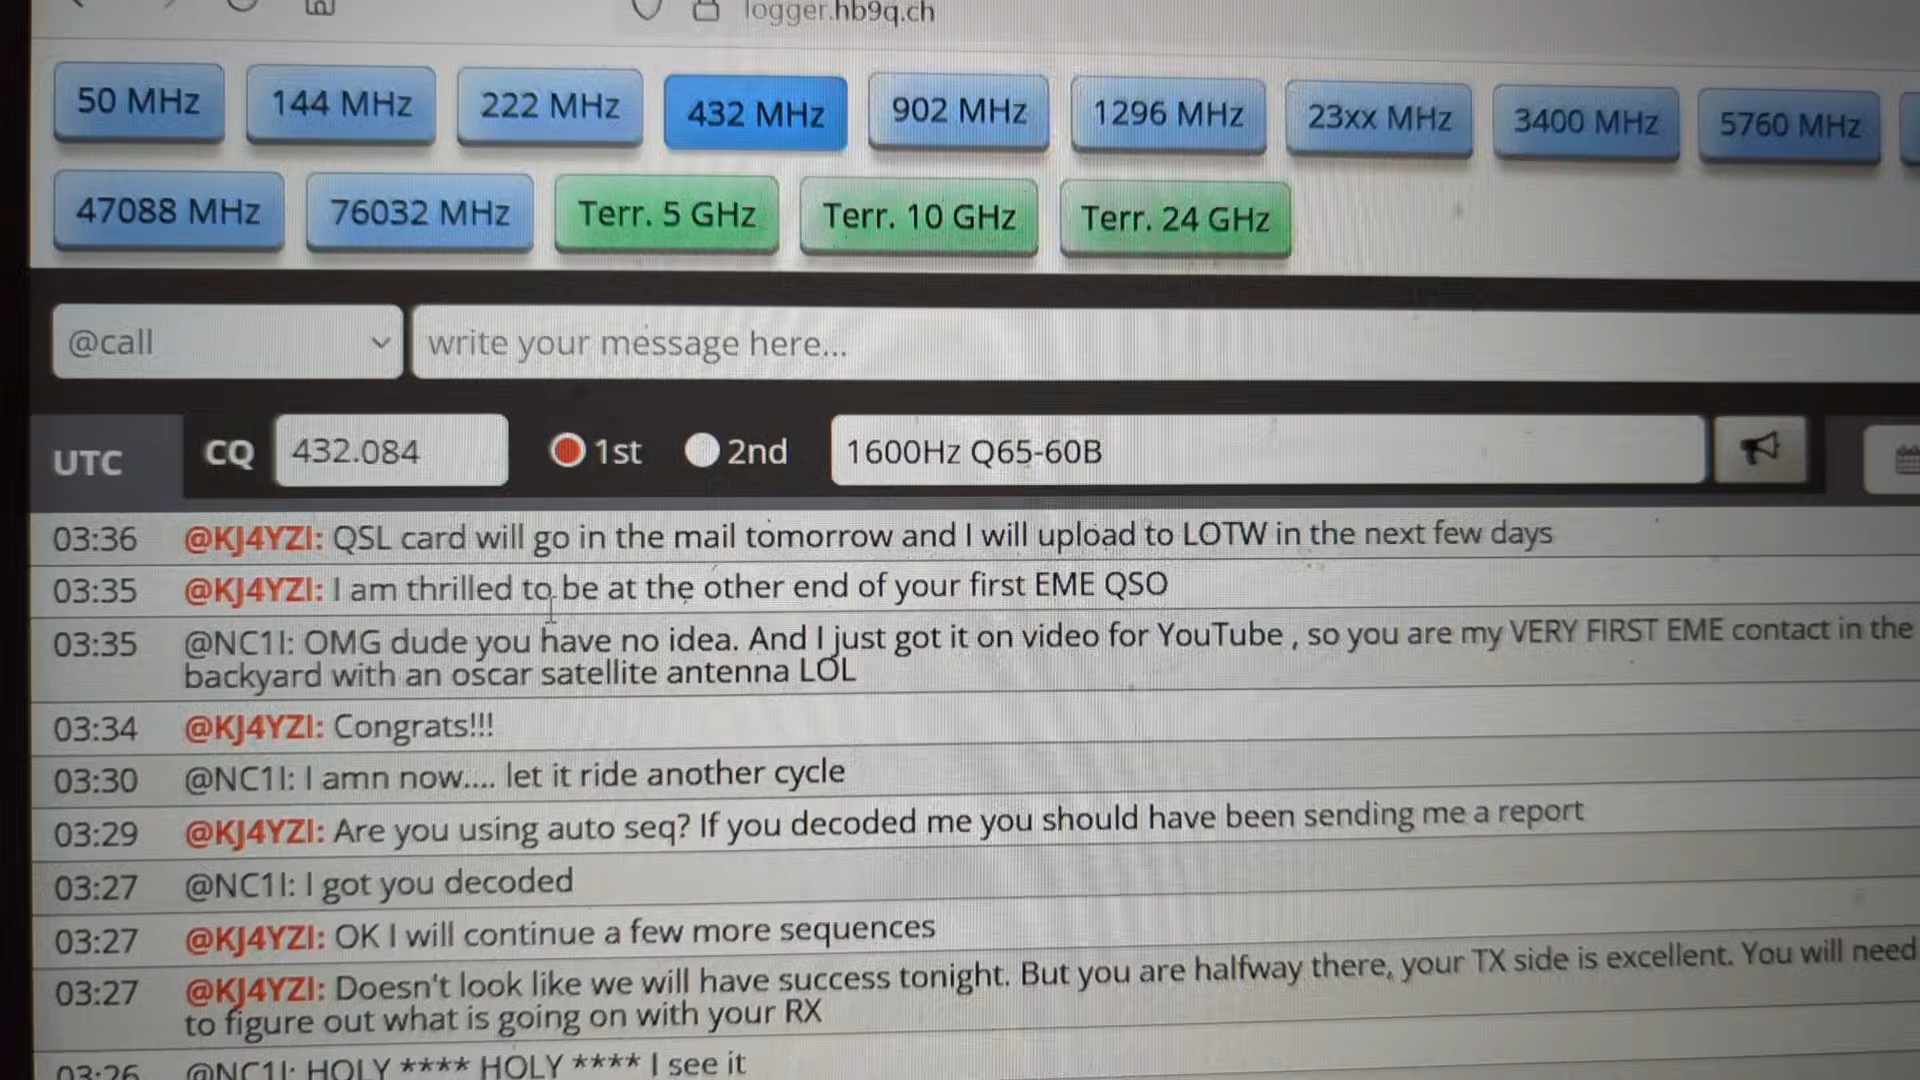 logger.hb9q.ch
50 MHz 144 MHz 222 MHz 432 MHz 902 MHz 1296 MHz 23xx MHz 3400 MHz 5760 MHz
47088 MHz 76032 MHz Terr. 5 GHz Terr. 10 GHz Terr. 24 GHz
@call write your message here...
UTC CQ 432.084 1st 2nd 1600Hz Q65-60B
03:36 @KJ4YZI: QSL card will go in the mail tomorrow and I will upload to LOTW in the next few days
03:35 @KJ4YZI: I am thrilled to be at the other end of your first EME QSO
03:35 @NC1I: OMG dude you have no idea. And I just got it on video for YouTube , so you are my VERY FIRST EME contact in the
backyard with an oscar satellite antenna LOL
03:34 @KJ4YZI: Congrats!!!
03:30 @NC1I: I amn now.... let it ride another cycle
03:29 @KJ4YZI: Are you using auto seq? If you decoded me you should have been sending me a report
03:27 @NC1I: I got you decoded
03:27 @KJ4YZI: OK I will continue a few more sequences
03:27 @KJ4YZI: Doesn't look like we will have success tonight. But you are halfway there, your TX side is excellent. You will need
to figure out what is going on with your RX
03:26 @NC1I: HOLY **** HOLY **** I see it